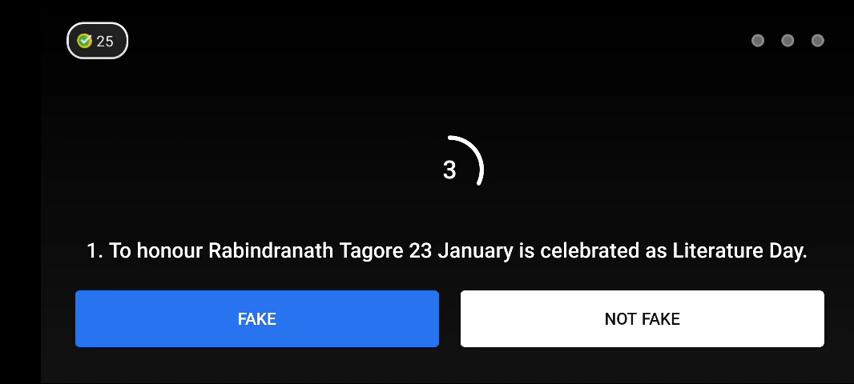 25
3
1. To honour Rabindranath Tagore 23 January is celebrated as Literature Day.
FAKE
NOT FAKE